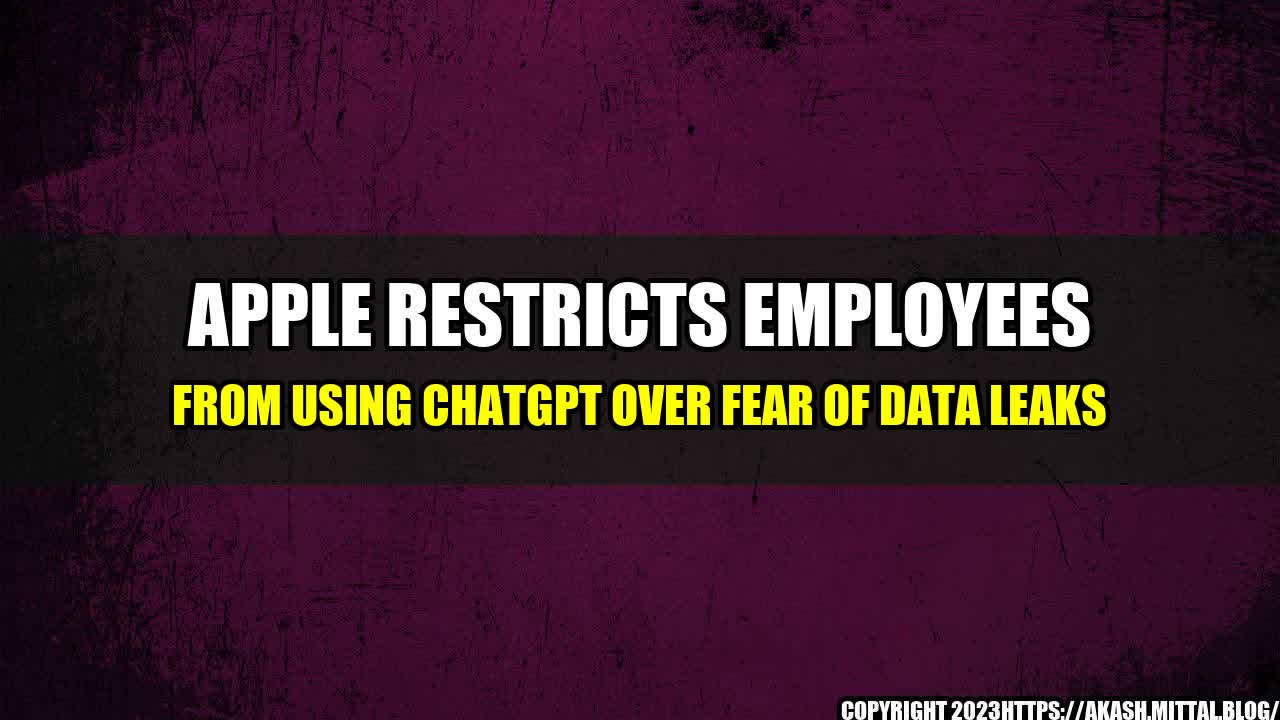 APPLE RESTRICTS EMPLOYEES
FROM USING CHATGPT OVER FEAR OF DATA LEAKS
COPYRIGHT 2023HTTPS://AKASH.MITTAL.BLOG/